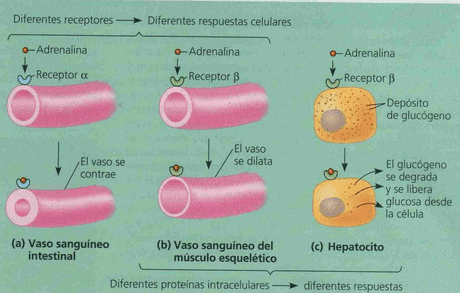 Diferentes receptores → Diferentes respuestas celulares
Adrenalina
Receptor α
El vaso se
contrae
(a) Vaso sanguíneo
intestinal
Adrenalina
Receptor β
El vaso
se dilata
(b) Vaso sanguíneo del
músculo esquelético
Adrenalina
Receptor β
Depósito
de glucógeno
El glucógeno
se degrada
y se libera
glucosa desde
la célula
(c) Hepatocito
Diferentes proteínas intracelulares → diferentes respuestas